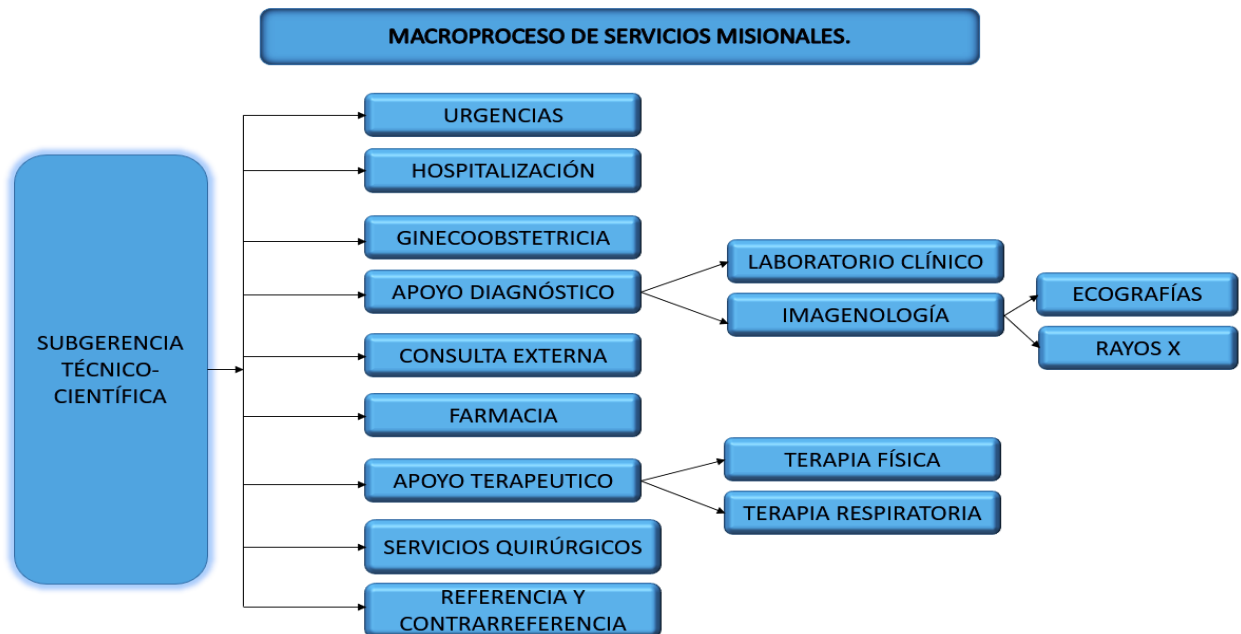 MACROPROCESO DE SERVICIOS MISIONALES.
SUBGERENCIA
TÉCNICO-
CIENTÍFICA
URGENCIAS
HOSPITALIZACIÓN
GINECOOBSTETRICIA
APOYO DIAGNÓSTICO
LABORATORIO CLÍNICO
IMAGENOLOGÍA
ECOGRAFÍAS
RAYOS X
CONSULTA EXTERNA
FARMACIA
APOYO TERAPEUTICO
TERAPIA FÍSICA
TERAPIA RESPIRATORIA
SERVICIOS QUIRÚRGICOS
REFERENCIA Y
CONTRARREFERENCIA